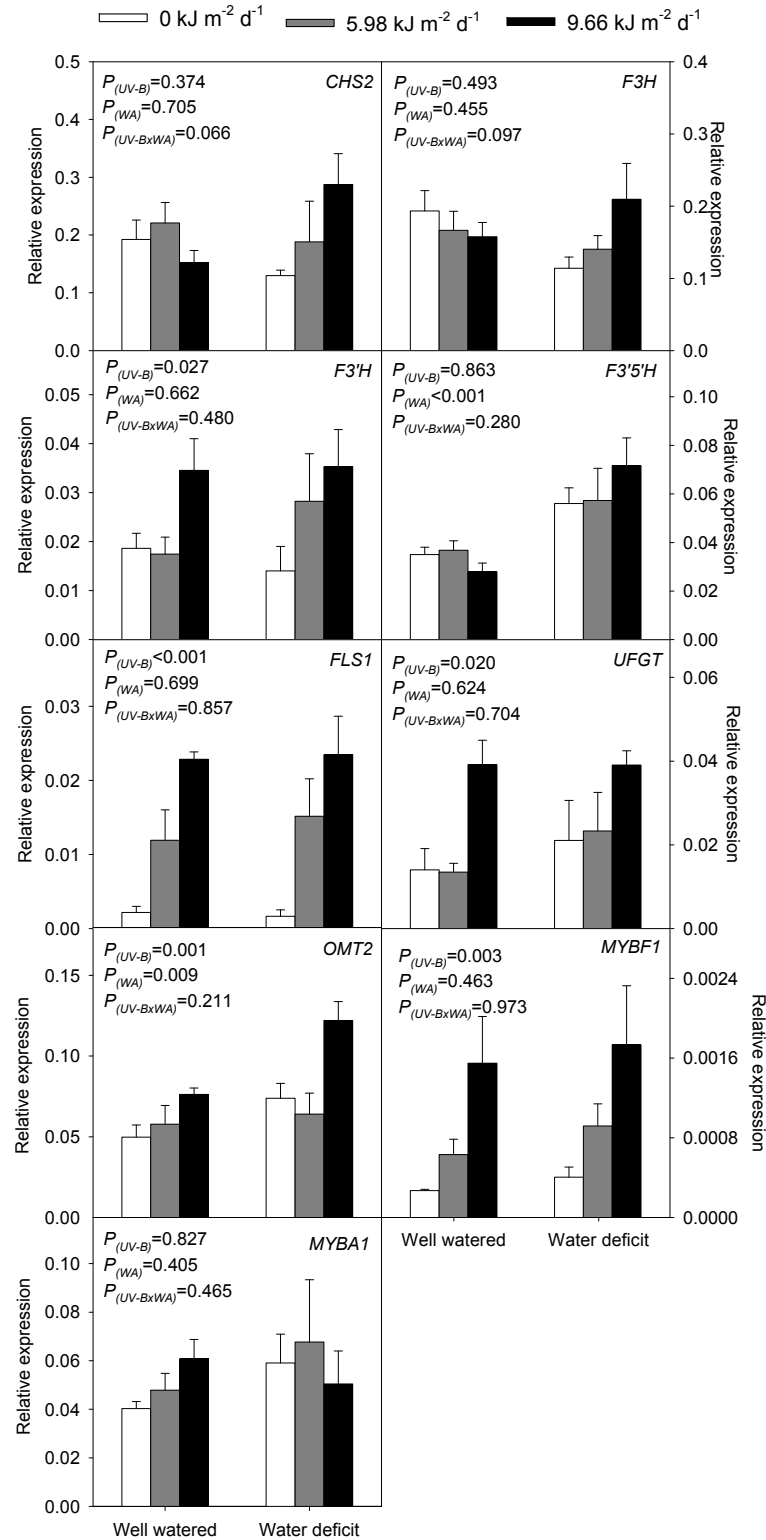 0 kJ m⁻² d⁻¹ 5.98 kJ m⁻² d⁻¹ 9.66 kJ m⁻² d⁻¹
P(UV-B)=0.374 CHS2
P(WA)=0.705
P(UV-BxWA)=0.066
Relative expression
0.5
0.4
0.3
0.2
0.1
0.0
P(UV-B)=0.493 F3H
P(WA)=0.455
P(UV-BxWA)=0.097
Relative expression
0.4
0.3
0.2
0.1
0.0
P(UV-B)=0.027 F3'H
P(WA)=0.662
P(UV-BxWA)=0.480
Relative expression
0.05
0.04
0.03
0.02
0.01
0.00
P(UV-B)=0.863 F3'5'H
P(WA)<0.001
P(UV-BxWA)=0.280
Relative expression
0.10
0.08
0.06
0.04
0.02
0.00
P(UV-B)<0.001 FLS1
P(WA)=0.699
P(UV-BxWA)=0.857
Relative expression
0.03
0.02
0.01
0.00
P(UV-B)=0.020 UFGT
P(WA)=0.624
P(UV-BxWA)=0.704
Relative expression
0.06
0.04
0.02
0.00
P(UV-B)=0.001 OMT2
P(WA)=0.009
P(UV-BxWA)=0.211
Relative expression
0.15
0.10
0.05
0.00
P(UV-B)=0.003 MYBF1
P(WA)=0.463
P(UV-BxWA)=0.973
Relative expression
0.0024
0.0016
0.0008
0.0000
Well watered Water deficit
P(UV-B)=0.827 MYBA1
P(WA)=0.405
P(UV-BxWA)=0.465
Relative expression
0.10
0.08
0.06
0.04
0.02
0.00
Well watered Water deficit